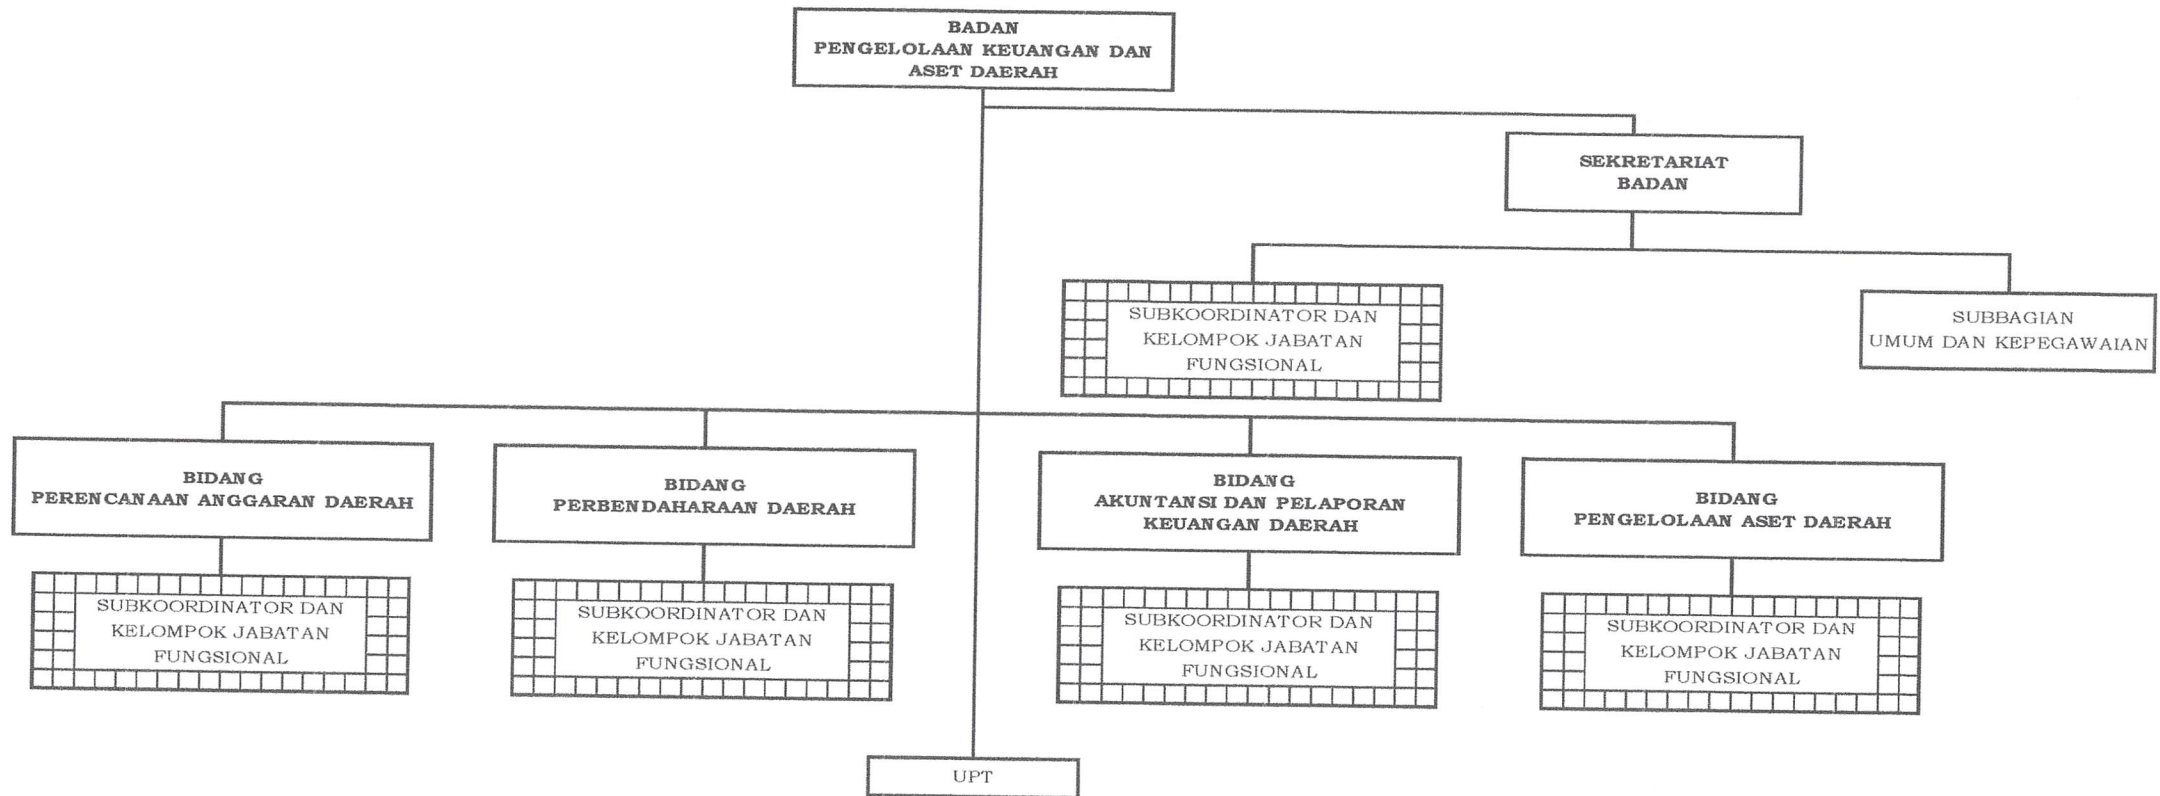 BADAN
PENGELOLAAN KEUANGAN DAN
ASET DAERAH
SEKRETARIAT
BADAN
SUBKOORDINATOR DAN
KELOMPOK JABATAN
FUNGSIONAL
SUBBAGIAN
UMUM DAN KEPEGAWAIAN
BIDANG
PERENCANAAN ANGGARAN DAERAH
BIDANG
PERBENDAHARAAN DAERAH
BIDANG
AKUNTANSI DAN PELAPORAN
KEUANGAN DAERAH
BIDANG
PENGELOLAAN ASET DAERAH
SUBKOORDINATOR DAN
KELOMPOK JABATAN
FUNGSIONAL
SUBKOORDINATOR DAN
KELOMPOK JABATAN
FUNGSIONAL
SUBKOORDINATOR DAN
KELOMPOK JABATAN
FUNGSIONAL
SUBKOORDINATOR DAN
KELOMPOK JABATAN
FUNGSIONAL
UPT